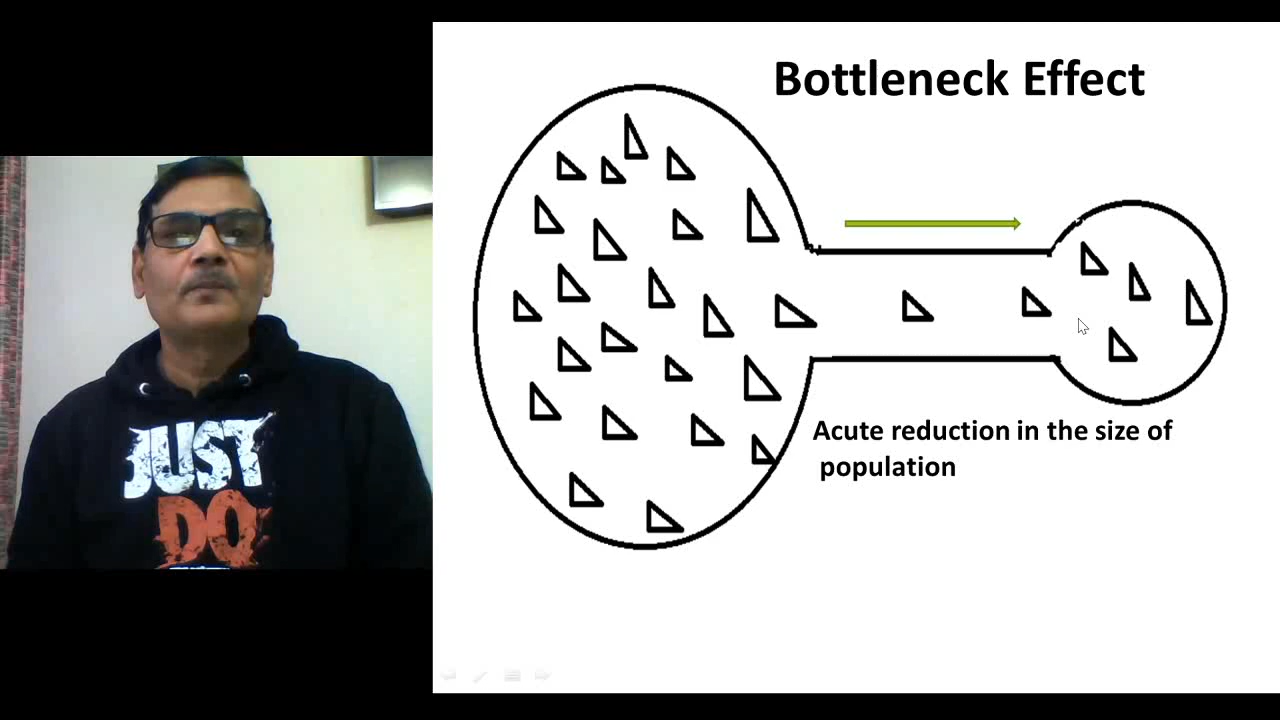 Bottleneck Effect
Acute reduction in the size of
population
JUST
DO